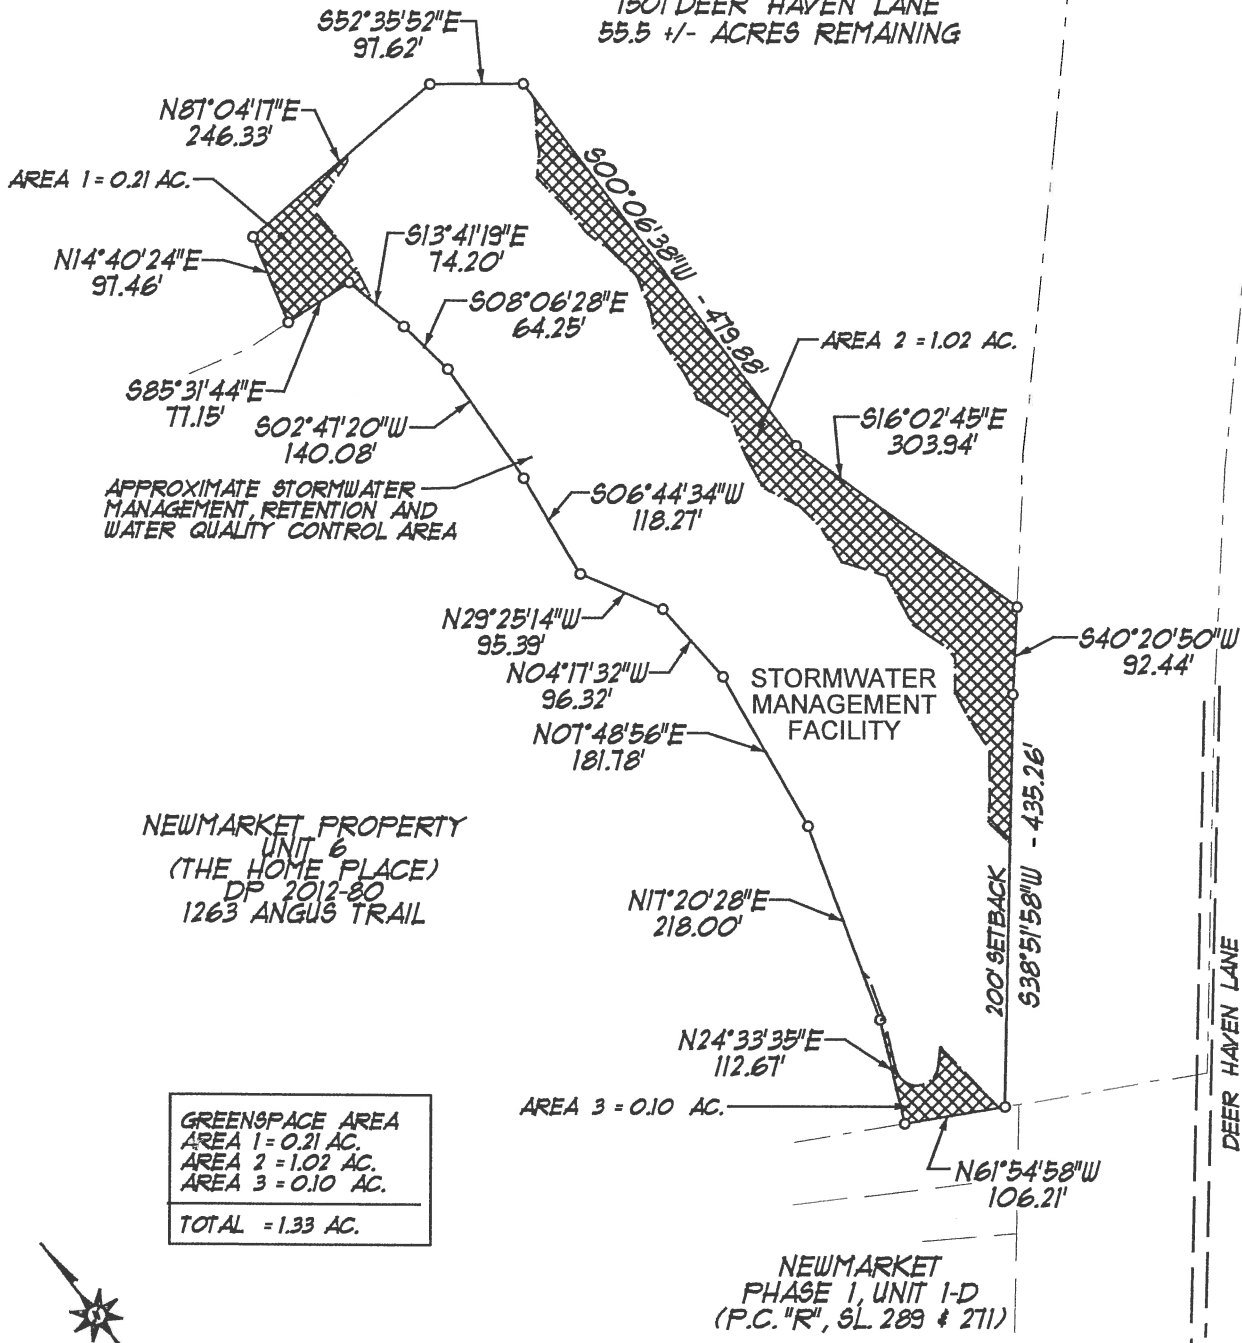 1501 DEER HAVEN LANE
55.5 +/- ACRES REMAINING
S52°35'52"E
97.62'
N87°04'17"E
246.33'
AREA 1 = 0.21 AC.
N14°40'24"E
97.46'
S13°41'19"E
74.20'
S08°06'28"E
64.25'
S00°06'38"W - 479.88'
AREA 2 = 1.02 AC.
S85°31'44"E
77.15'
S02°47'20"W
140.08'
S16°02'45"E
303.94'
APPROXIMATE STORMWATER
MANAGEMENT, RETENTION AND
WATER QUALITY CONTROL AREA
S06°44'34"W
118.27'
N29°25'14"W
95.39'
S40°20'50"W
92.44'
N04°17'32"W
96.32'
STORMWATER
MANAGEMENT
FACILITY
N07°48'56"E
181.78'
NEWMARKET PROPERTY
UNIT 6
(THE HOME PLACE)
DP 2012-80
1263 ANGUS TRAIL
N17°20'28"E
218.00'
200' SETBACK
S38°51'58"W - 435.26'
DEER HAVEN LANE
N24°33'35"E
112.67'
AREA 3 = 0.10 AC.
N61°54'58"W
106.21'
GREENSPACE AREA
AREA 1 = 0.21 AC.
AREA 2 = 1.02 AC.
AREA 3 = 0.10 AC.
TOTAL = 1.33 AC.
NEWMARKET
PHASE 1, UNIT 1-D
(P.C. "R", SL 289 & 271)